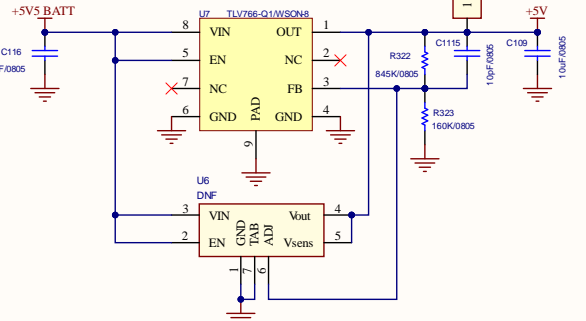 +5V5 BATT
U7 TLV766-Q1/WSON-8
1
+5V
8 VIN OUT 1
C116
F/0805
5 EN NC 2
R322
845K/0805
C1115
10pF/0805
C109
10uF/0805
7 NC FB 3
6 GND GND 4
PAD
9
R323
160K/0805
U6
DNF
3 VIN Vout 4
2 EN Vsens 5
GND TAB ADJ
1 7 6